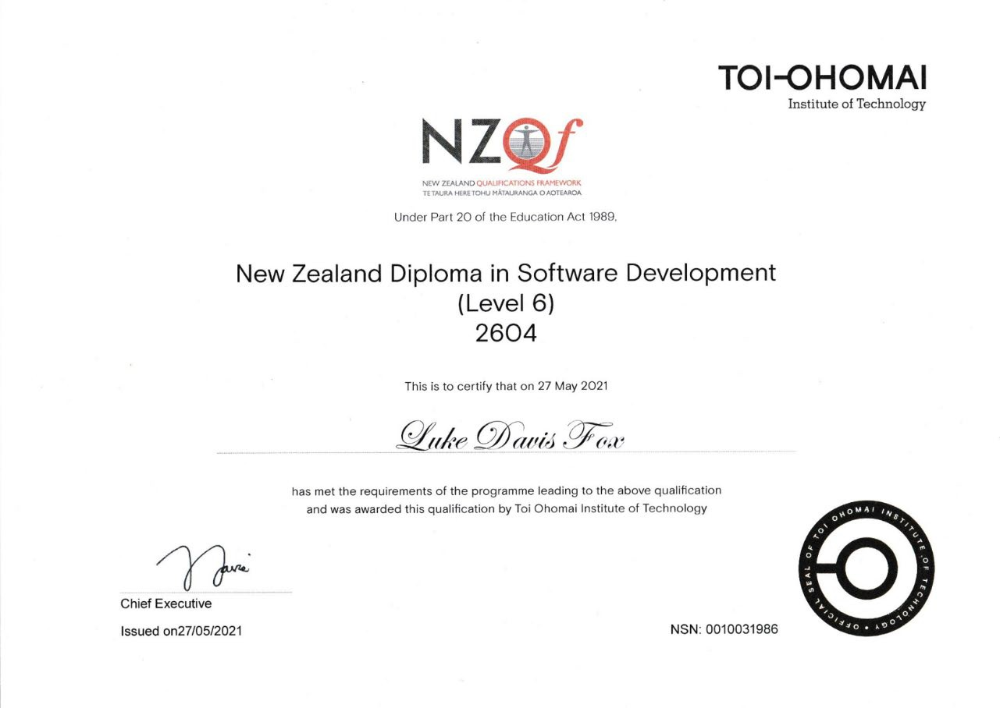 TOI-OHOMAI
Institute of Technology
NZQf
NEW ZEALAND QUALIFICATIONS FRAMEWORK
TE TAURA HERE TOHU MĀTAURANGA O AOTEAROA
Under Part 20 of the Education Act 1989,
New Zealand Diploma in Software Development
(Level 6)
2604
This is to certify that on 27 May 2021
Luke Davis Fox
has met the requirements of the programme leading to the above qualification
and was awarded this qualification by Toi Ohomai Institute of Technology
Chief Executive
Issued on27/05/2021
NSN: 0010031986
OFFICIAL SEAL OF TOI OHOMAI INSTITUTE OF TECHNOLOGY •